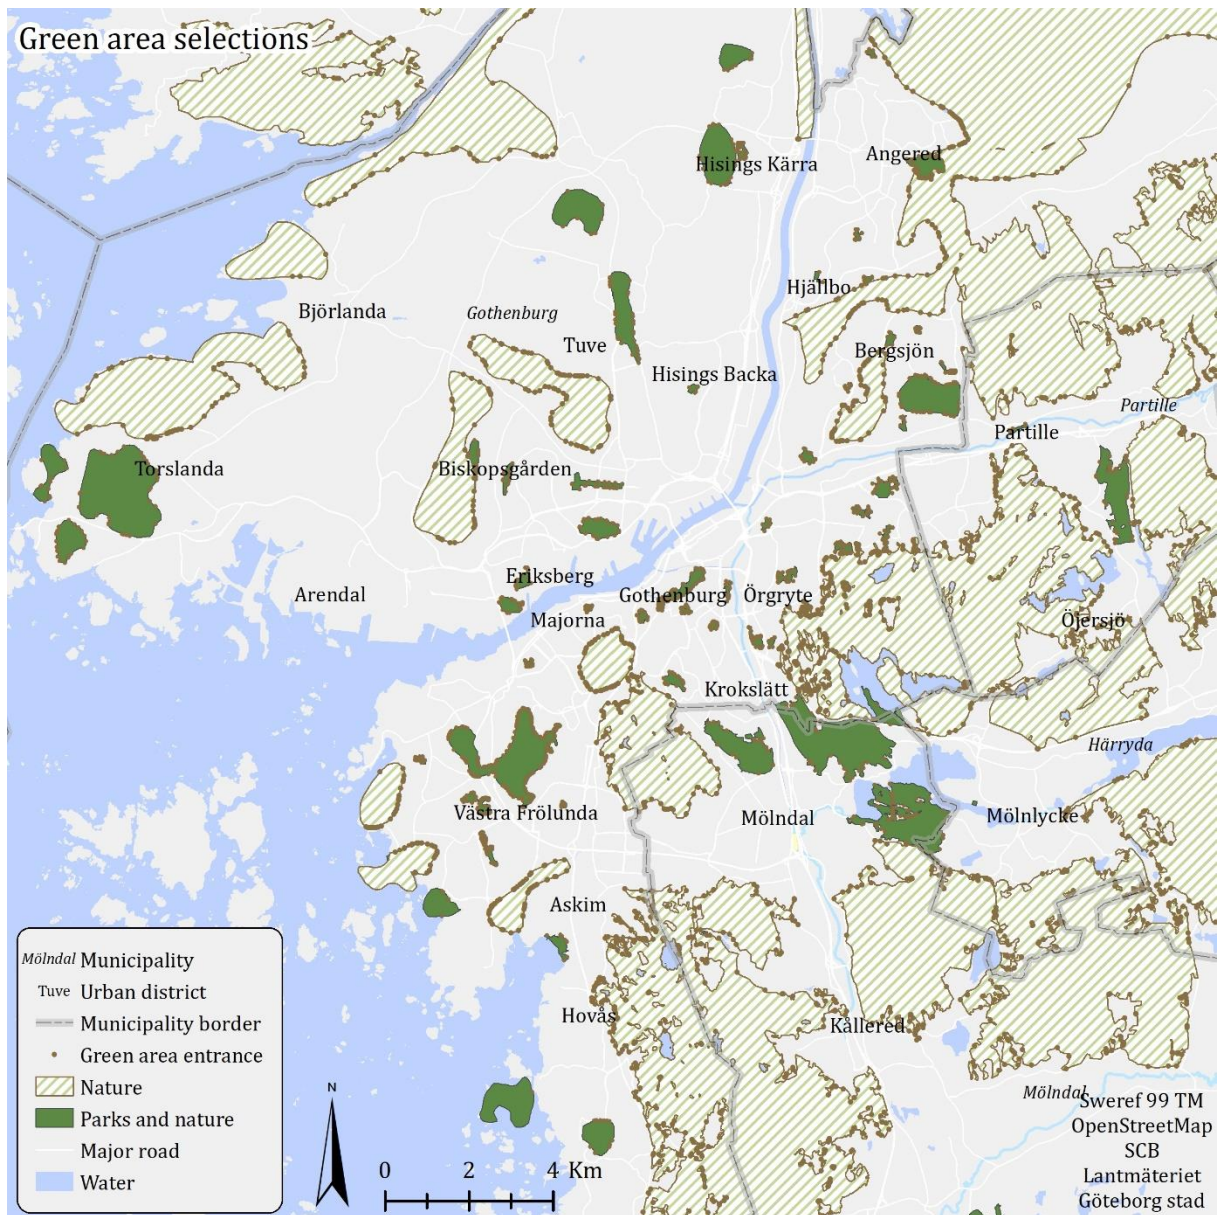 Green area selections
Hisings Kärra
Angered
Hjällbo
Björlanda
Gothenburg
Tuve
Bergsjön
Hisings Backa
Partille
Partille
Torslanda
Biskopsgården
Eriksberg
Arendal
Gothenburg
Örgryte
Majorna
Öjersjö
Krokslätt
Härryda
Västra Frölunda
Mölndal
Mölnlycke
Askim
Hovås
Kållered
Mölndal
Mölndal Municipality
Tuve Urban district
Municipality border
Green area entrance
Nature
Parks and nature
Major road
Water
N
0 2 4 Km
Sweref 99 TM
OpenStreetMap
SCB
Lantmäteriet
Göteborg stad